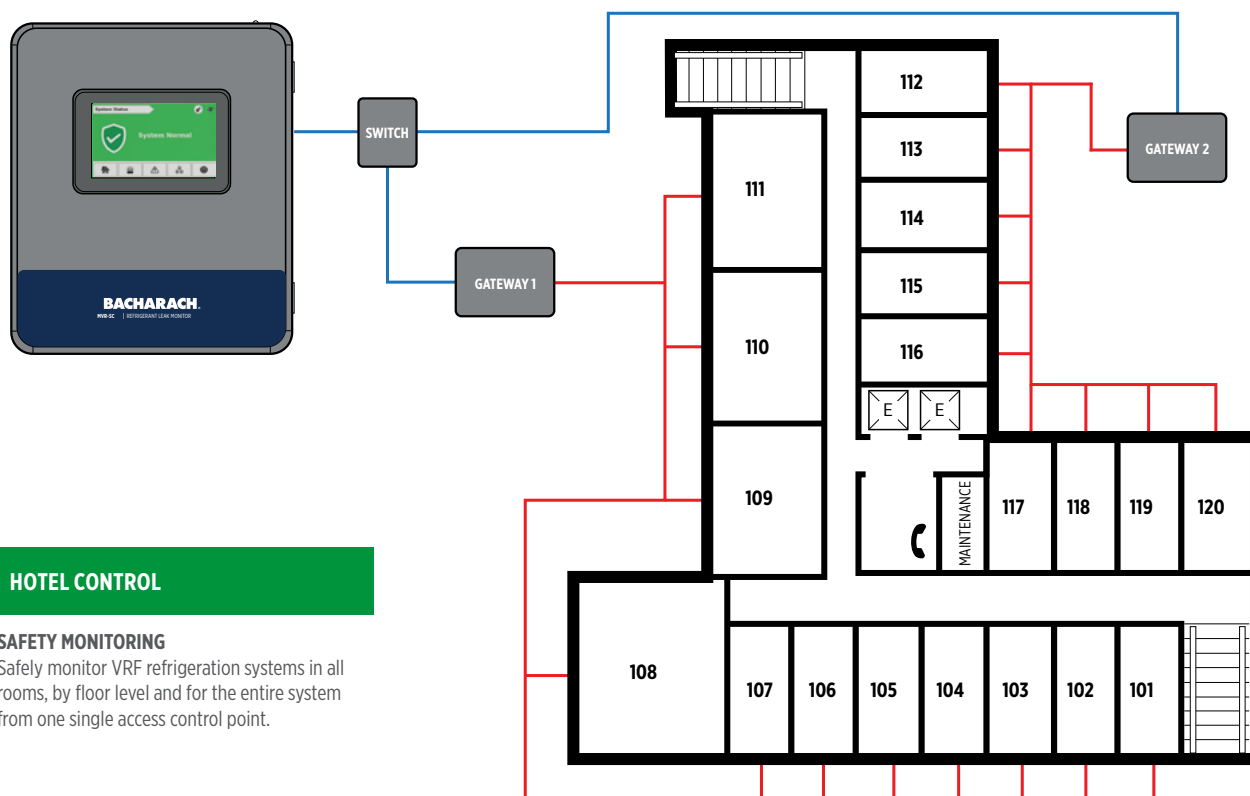 System Status
System Normal
BACHARACH.
MVR-SC | REFRIGERANT LEAK MONITOR
SWITCH
GATEWAY 1
GATEWAY 2
112
113
111
114
115
110
116
E
E
109
MAINTENANCE
117
118
119
120
HOTEL CONTROL
SAFETY MONITORING
Safely monitor VRF refrigeration systems in all
rooms, by floor level and for the entire system
from one single access control point.
108
107
106
105
104
103
102
101